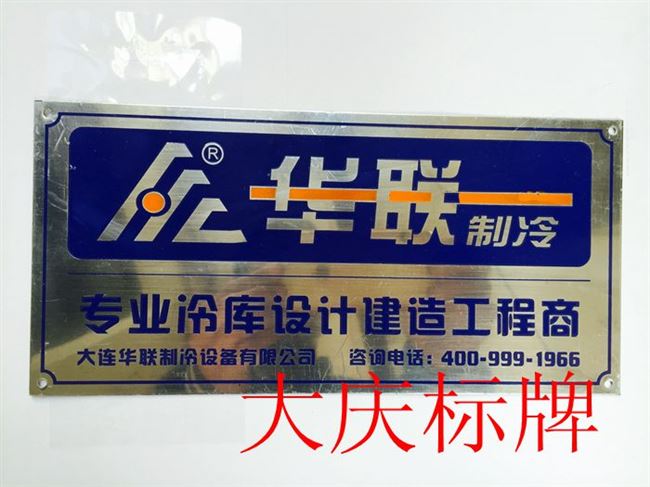 ® 华联制冷
专业冷库设计建造工程商
大连华联制冷设备有限公司 咨询电话：400-999-1966
大庆标牌